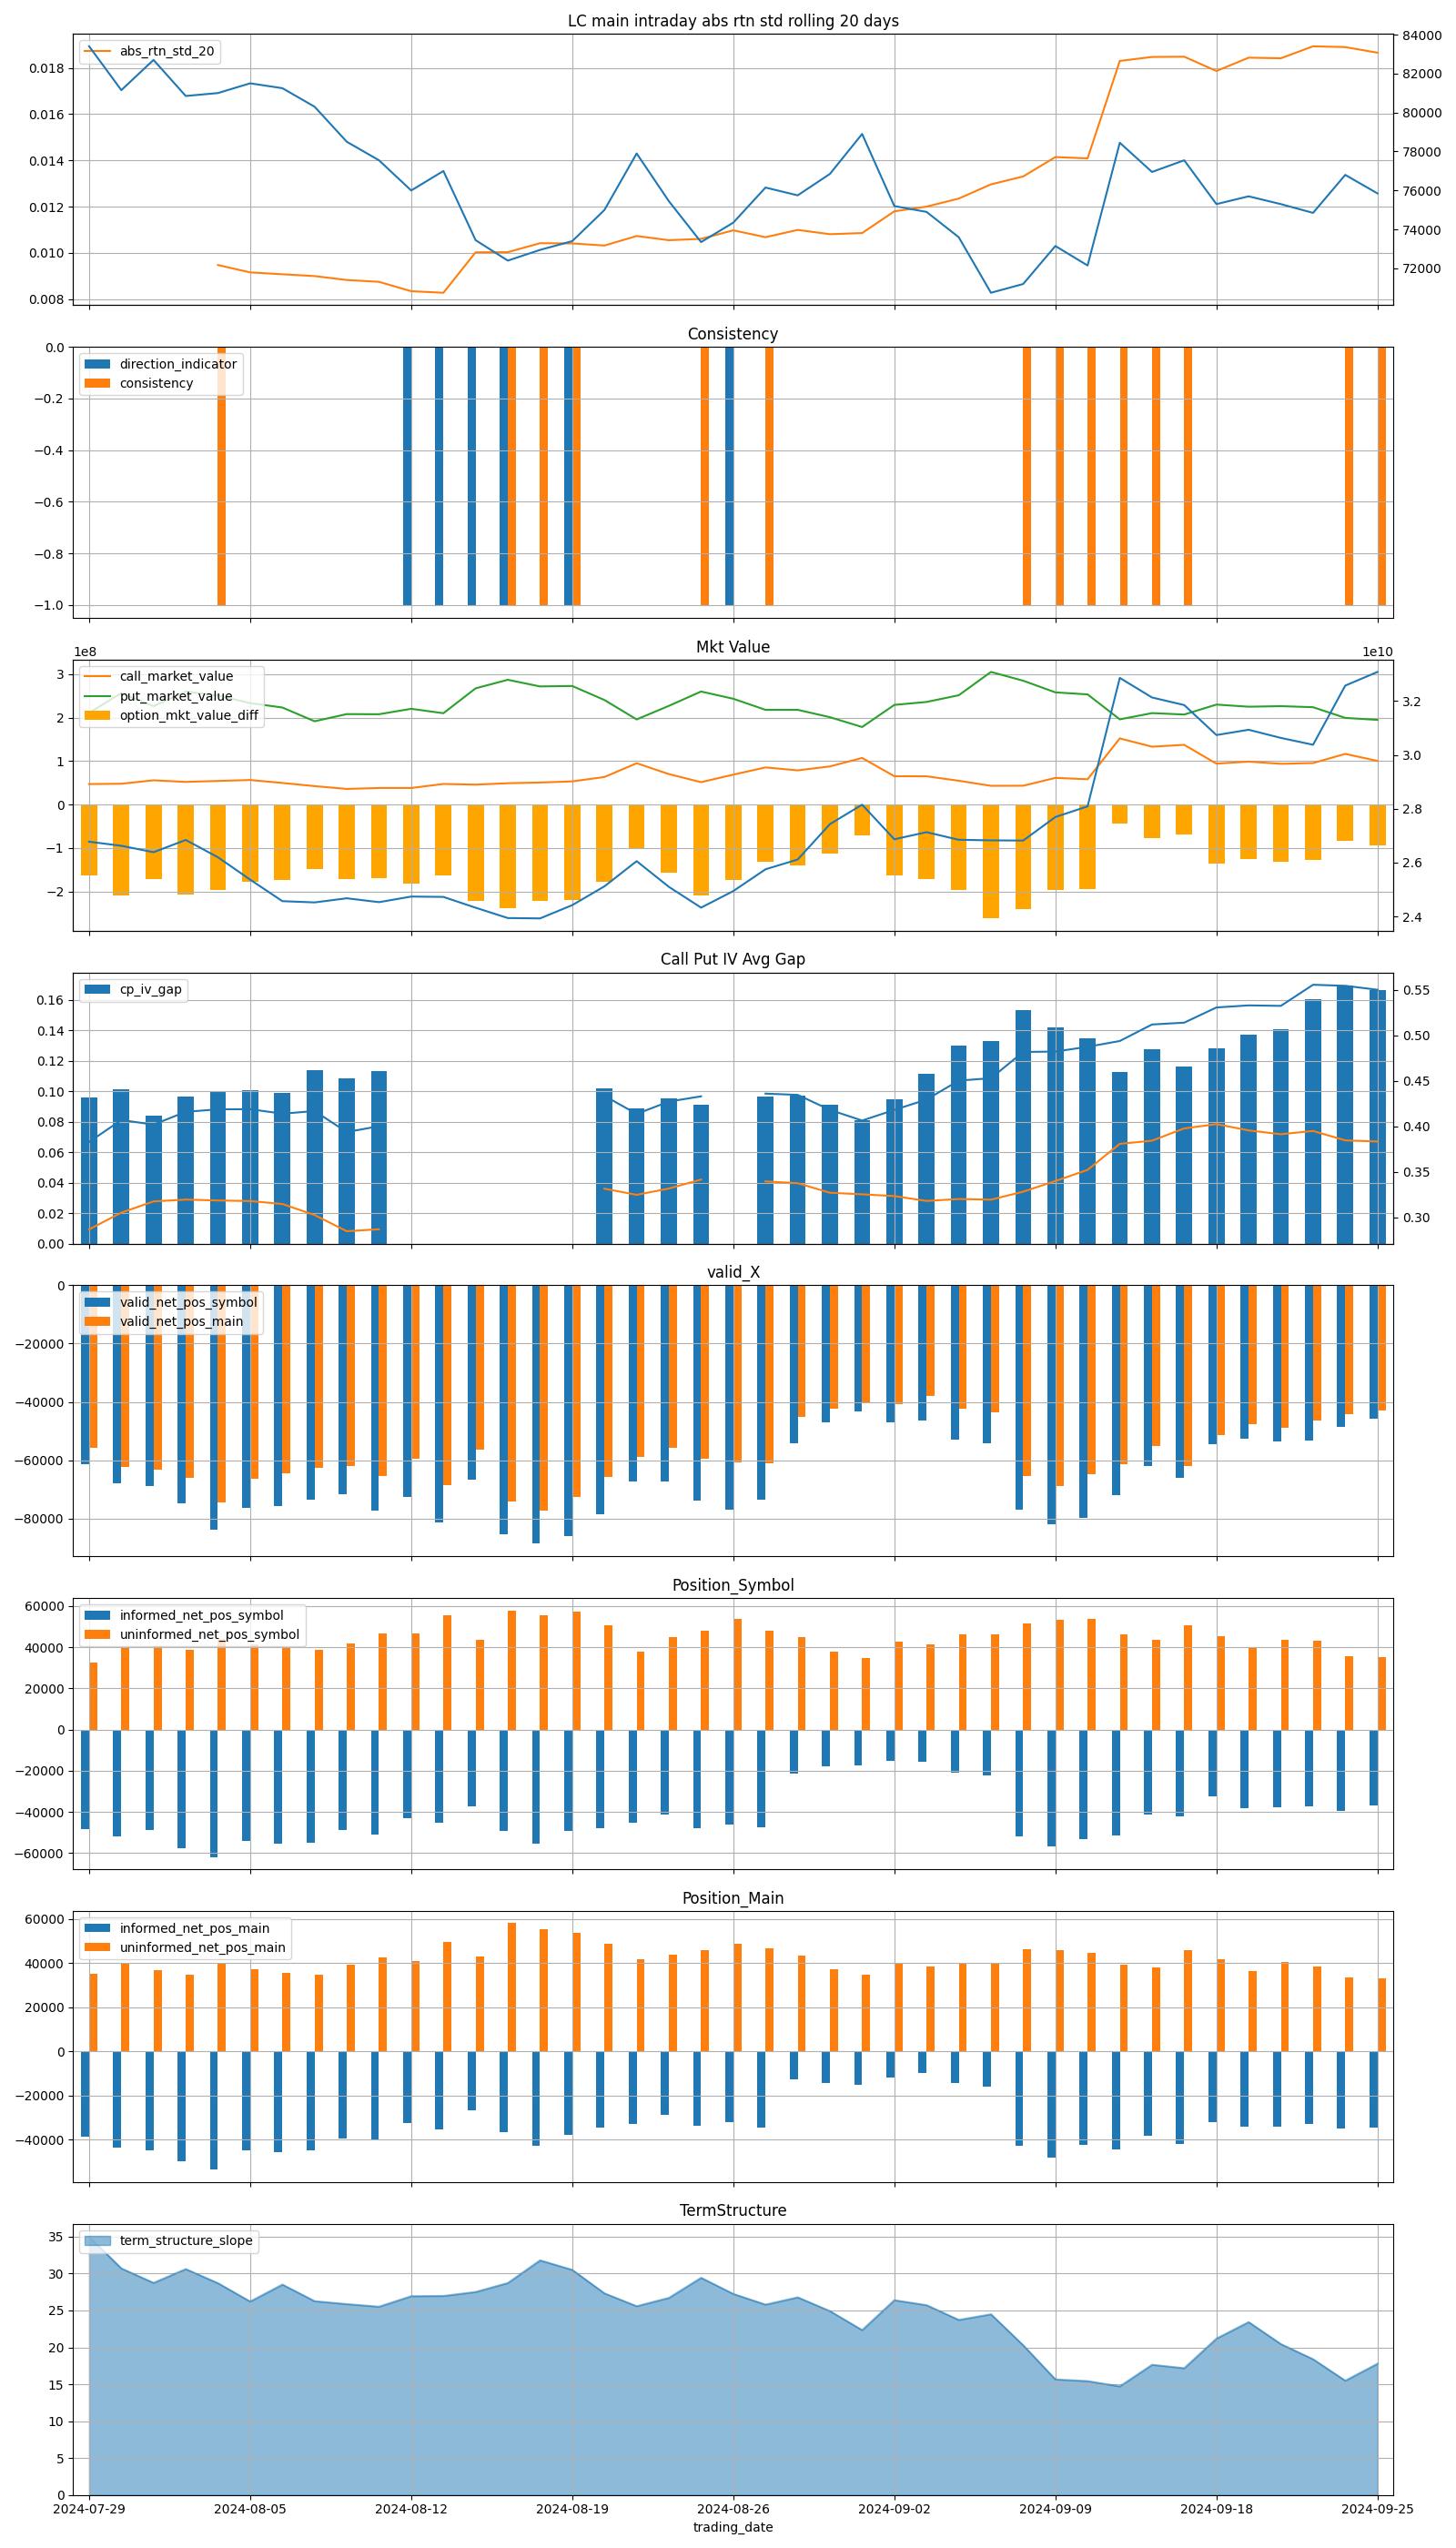 LC main intraday abs rtn std rolling 20 days
abs_rtn_std_20
0.018
0.016
0.014
0.012
0.010
0.008
84000
82000
80000
78000
76000
74000
72000
Consistency
direction_indicator
consistency
0.0
−0.2
−0.4
−0.6
−0.8
−1.0
Mkt Value
1e8
1e10
call_market_value
put_market_value
option_mkt_value_diff
3
2
1
0
−1
−2
3.2
3.0
2.8
2.6
2.4
Call Put IV Avg Gap
cp_iv_gap
0.16
0.14
0.12
0.10
0.08
0.06
0.04
0.02
0.00
0.55
0.50
0.45
0.40
0.35
0.30
valid_X
valid_net_pos_symbol
valid_net_pos_main
0
−20000
−40000
−60000
−80000
Position_Symbol
informed_net_pos_symbol
uninformed_net_pos_symbol
60000
40000
20000
0
−20000
−40000
−60000
Position_Main
informed_net_pos_main
uninformed_net_pos_main
60000
40000
20000
0
−20000
−40000
TermStructure
term_structure_slope
35
30
25
20
15
10
5
0
2024-07-29 2024-08-05 2024-08-12 2024-08-19 2024-08-26 2024-09-02 2024-09-09 2024-09-18 2024-09-25
trading_date